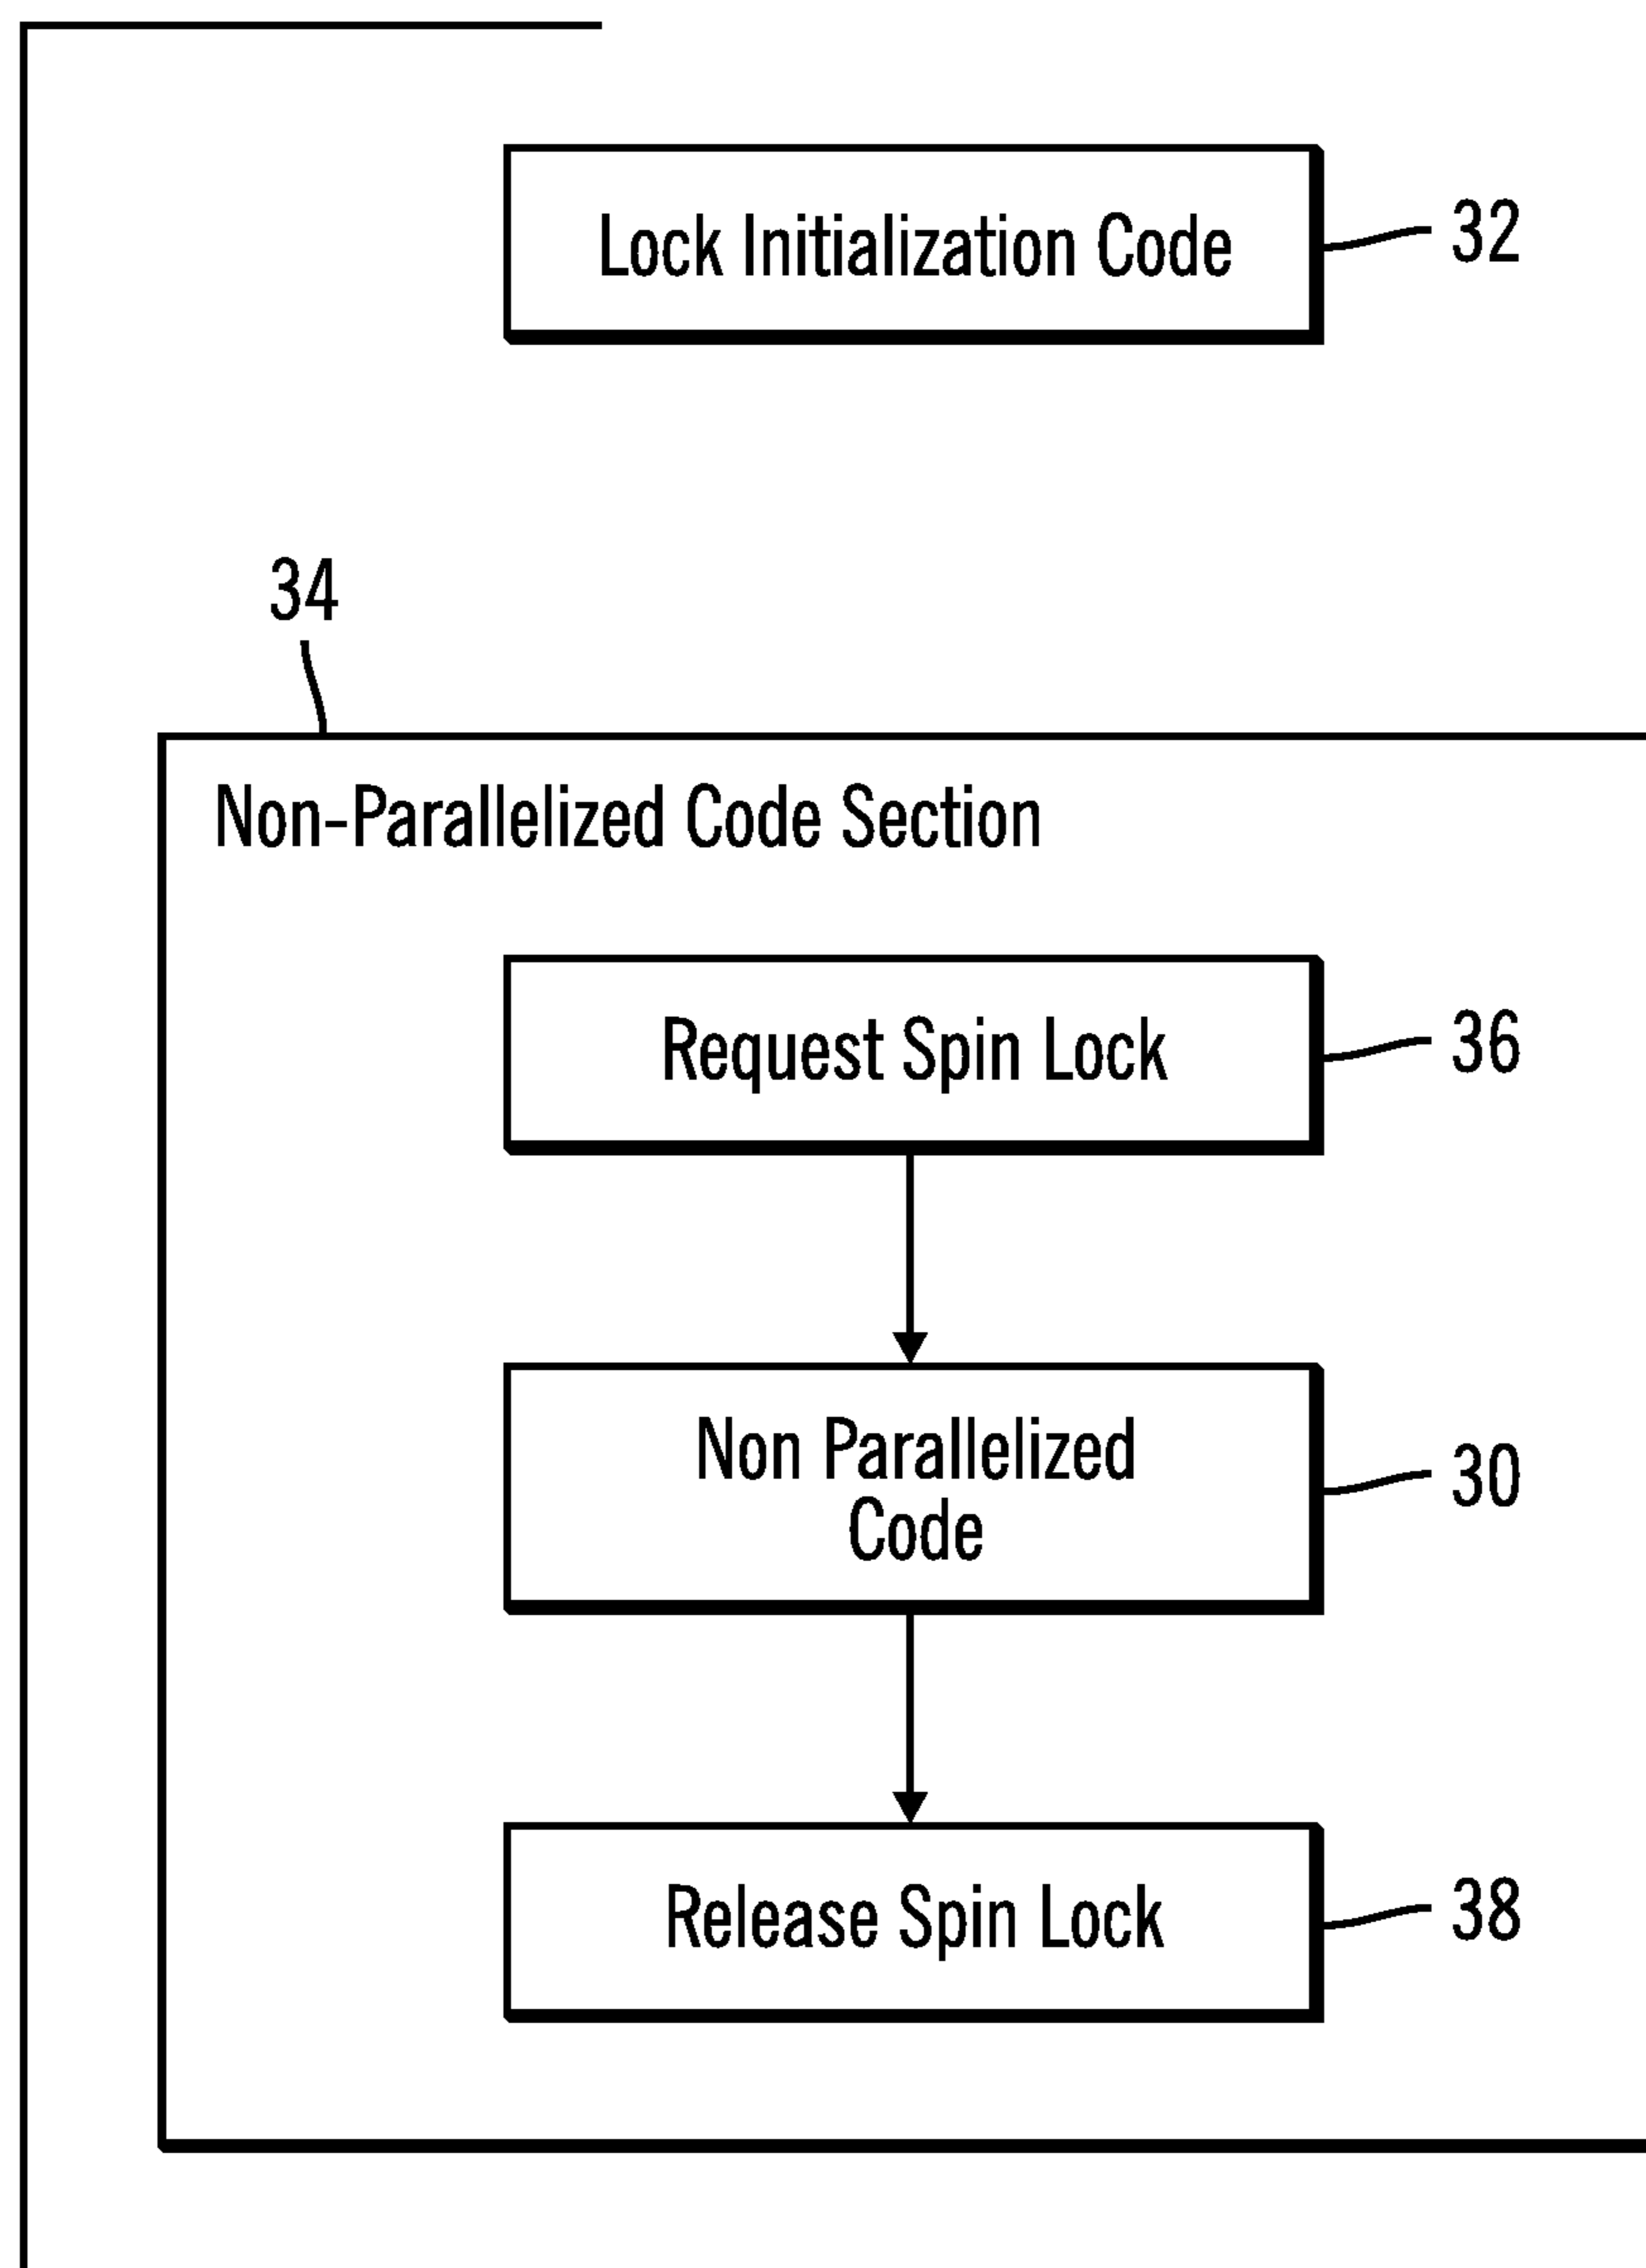 Lock Initialization Code
32
34
Non-Parallelized Code Section
Request Spin Lock
36
Non Parallelized
Code
30
Release Spin Lock
38